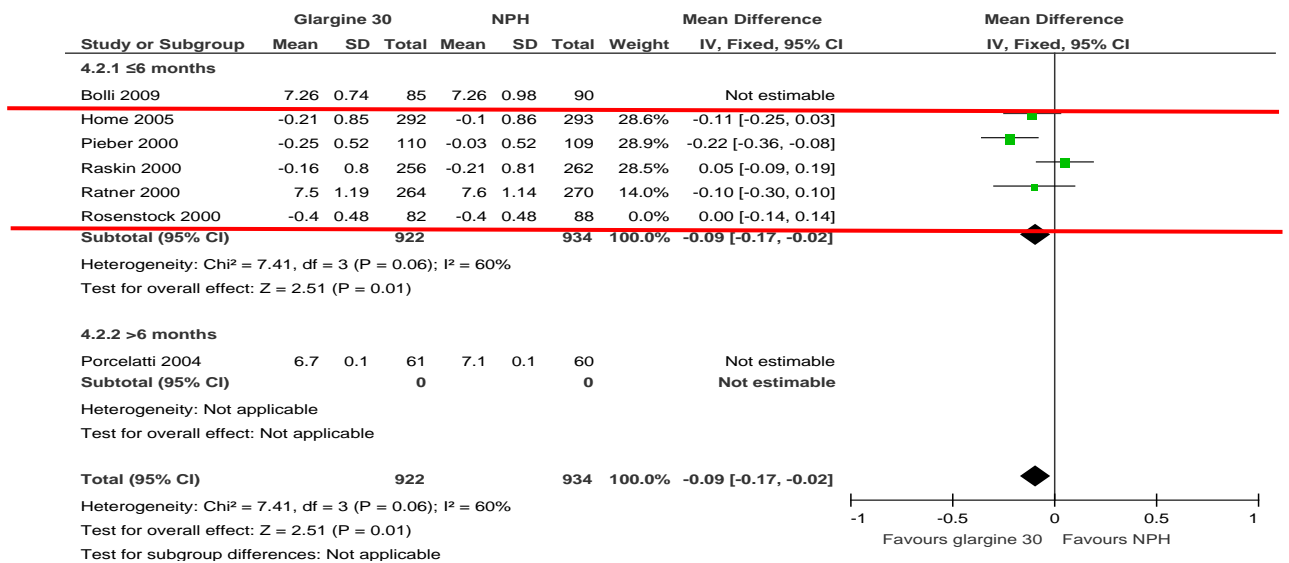 Glargine 30 NPH Mean Difference Mean Difference
Study or Subgroup Mean SD Total Mean SD Total Weight IV, Fixed, 95% CI IV, Fixed, 95% CI
4.2.1 ≤6 months
Bolli 2009 7.26 0.74 85 7.26 0.98 90 Not estimable
Home 2005 -0.21 0.85 292 -0.1 0.86 293 28.6% -0.11 [-0.25, 0.03]
Pieber 2000 -0.25 0.52 110 -0.03 0.52 109 28.9% -0.22 [-0.36, -0.08]
Raskin 2000 -0.16 0.8 256 -0.21 0.81 262 28.5% 0.05 [-0.09, 0.19]
Ratner 2000 7.5 1.19 264 7.6 1.14 270 14.0% -0.10 [-0.30, 0.10]
Rosenstock 2000 -0.4 0.48 82 -0.4 0.48 88 0.0% 0.00 [-0.14, 0.14]
Subtotal (95% CI) 922 934 100.0% -0.09 [-0.17, -0.02]
Heterogeneity: Chi² = 7.41, df = 3 (P = 0.06); I² = 60%
Test for overall effect: Z = 2.51 (P = 0.01)
4.2.2 >6 months
Porcelatti 2004 6.7 0.1 61 7.1 0.1 60 Not estimable
Subtotal (95% CI) 0 0 Not estimable
Heterogeneity: Not applicable
Test for overall effect: Not applicable
Total (95% CI) 922 934 100.0% -0.09 [-0.17, -0.02]
Heterogeneity: Chi² = 7.41, df = 3 (P = 0.06); I² = 60%
Test for overall effect: Z = 2.51 (P = 0.01)
Test for subgroup differences: Not applicable
-1 -0.5 0 0.5 1
Favours glargine 30 Favours NPH